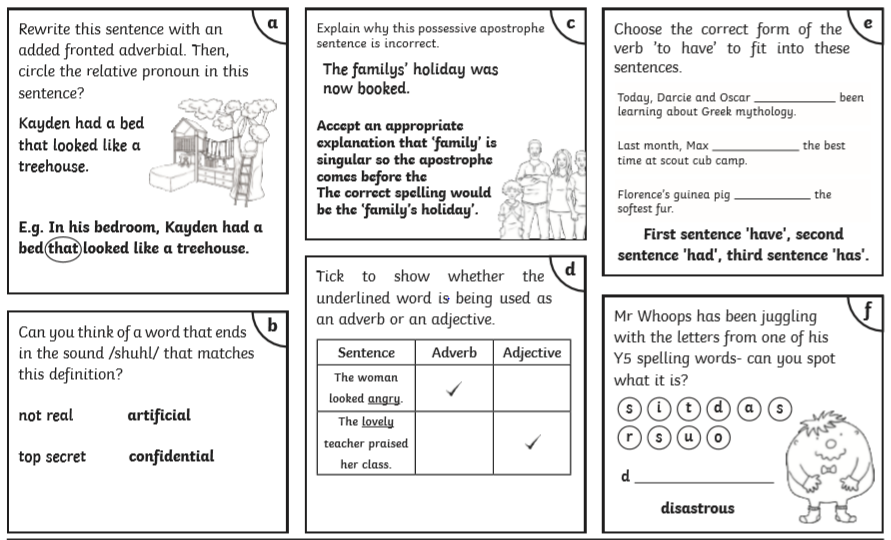 a
Rewrite this sentence with an
added fronted adverbial. Then,
circle the relative pronoun in this
sentence?
Kayden had a bed
that looked like a
treehouse.
E.g. In his bedroom, Kayden had a
bed that looked like a treehouse.
b
Can you think of a word that ends
in the sound /shuhl/ that matches
this definition?
not real artificial
top secret confidential
c
Explain why this possessive apostrophe
sentence is incorrect.
The familys' holiday was
now booked.
Accept an appropriate
explanation that 'family' is
singular so the apostrophe
comes before the
The correct spelling would
be the 'family's holiday'.
d
Tick to show whether the
underlined word is being used as
an adverb or an adjective.
Sentence Adverb Adjective
The woman
looked angry. ✓
The lovely
teacher praised ✓
her class.
e
Choose the correct form of the
verb 'to have' to fit into these
sentences.
Today, Darcie and Oscar ____________ been
learning about Greek mythology.
Last month, Max ____________ the best
time at scout cub camp.
Florence's guinea pig ____________ the
softest fur.
First sentence 'have', second
sentence 'had', third sentence 'has'.
f
Mr Whoops has been juggling
with the letters from one of his
Y5 spelling words- can you spot
what it is?
s i t d a s
r s u o
d ____________________
disastrous